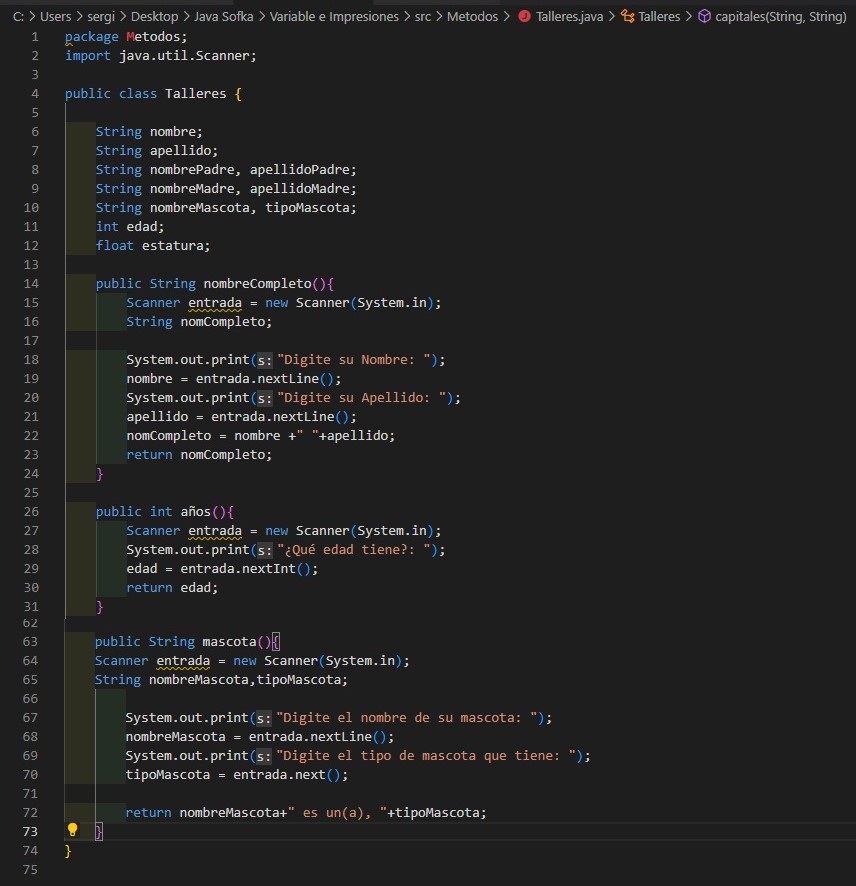 C: > Users > sergi > Desktop > Java Sofka > Variable e Impresiones > src > Metodos > Talleres.java > Talleres > capitales(String, String)
1 package Metodos;
2 import java.util.Scanner;
3
4 public class Talleres {
5
6 String nombre;
7 String apellido;
8 String nombrePadre, apellidoPadre;
9 String nombreMadre, apellidoMadre;
10 String nombreMascota, tipoMascota;
11 int edad;
12 float estatura;
13
14 public String nombreCompleto(){
15 Scanner entrada = new Scanner(System.in);
16 String nomCompleto;
17
18 System.out.print(s: "Digite su Nombre: ");
19 nombre = entrada.nextLine();
20 System.out.print(s: "Digite su Apellido: ");
21 apellido = entrada.nextLine();
22 nomCompleto = nombre +" "+apellido;
23 return nomCompleto;
24 }
25
26 public int años(){
27 Scanner entrada = new Scanner(System.in);
28 System.out.print(s: "¿Qué edad tiene?: ");
29 edad = entrada.nextInt();
30 return edad;
31 }
62
63 public String mascota(){
64 Scanner entrada = new Scanner(System.in);
65 String nombreMascota,tipoMascota;
66
67 System.out.print(s: "Digite el nombre de su mascota: ");
68 nombreMascota = entrada.nextLine();
69 System.out.print(s: "Digite el tipo de mascota que tiene: ");
70 tipoMascota = entrada.next();
71
72 return nombreMascota+" es un(a), "+tipoMascota;
73 }
74 }
75